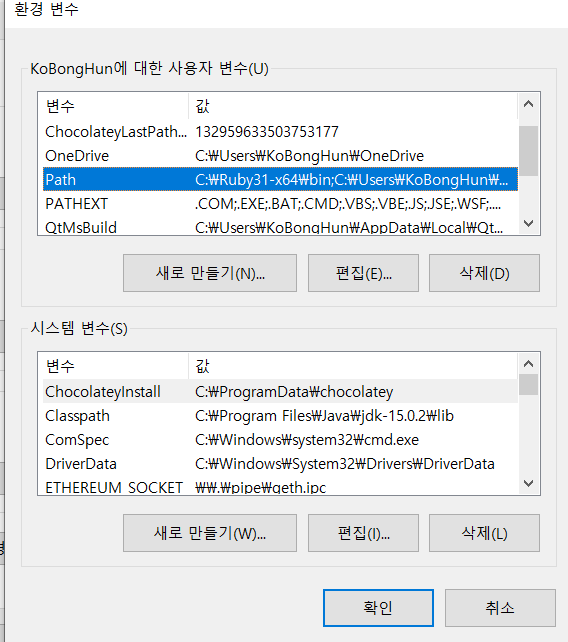 환경 변수
KoBongHun에 대한 사용자 변수(U)
변수 값
ChocolateyLastPath... 132959633503753177
OneDrive C:₩Users₩KoBongHun₩OneDrive
Path C:₩Ruby31-x64₩bin;C:₩Users₩KoBongHun₩...
PATHEXT .COM;.EXE;.BAT;.CMD;.VBS;.VBE;.JS;.JSE;.WSF;....
QtMsBuild C:₩Users₩KoBongHun₩AppData₩Local₩Qt...
새로 만들기(N)... 편집(E)... 삭제(D)
시스템 변수(S)
변수 값
ChocolateyInstall C:₩ProgramData₩chocolatey
Classpath C:₩Program Files₩Java₩jdk-15.0.2₩lib
ComSpec C:₩Windows₩system32₩cmd.exe
DriverData C:₩Windows₩System32₩Drivers₩DriverData
ETHEREUM_SOCKET ₩₩.₩pipe₩geth.ipc
새로 만들기(W)... 편집(I)... 삭제(L)
확인 취소